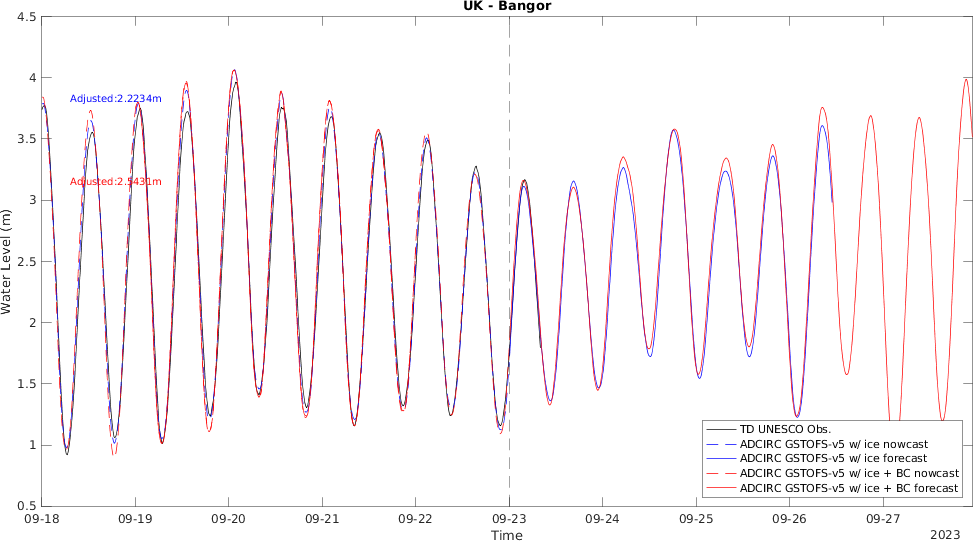 UK - Bangor
4.5
4
3.5
3
2.5
2
1.5
1
0.5
Water Level (m)
Adjusted:2.2234m
Adjusted:2.5431m
TD UNESCO Obs.
ADCIRC GSTOFS-v5 w/ ice nowcast
ADCIRC GSTOFS-v5 w/ ice forecast
ADCIRC GSTOFS-v5 w/ ice + BC nowcast
ADCIRC GSTOFS-v5 w/ ice + BC forecast
09-18 09-19 09-20 09-21 09-22 09-23 09-24 09-25 09-26 09-27
Time
2023